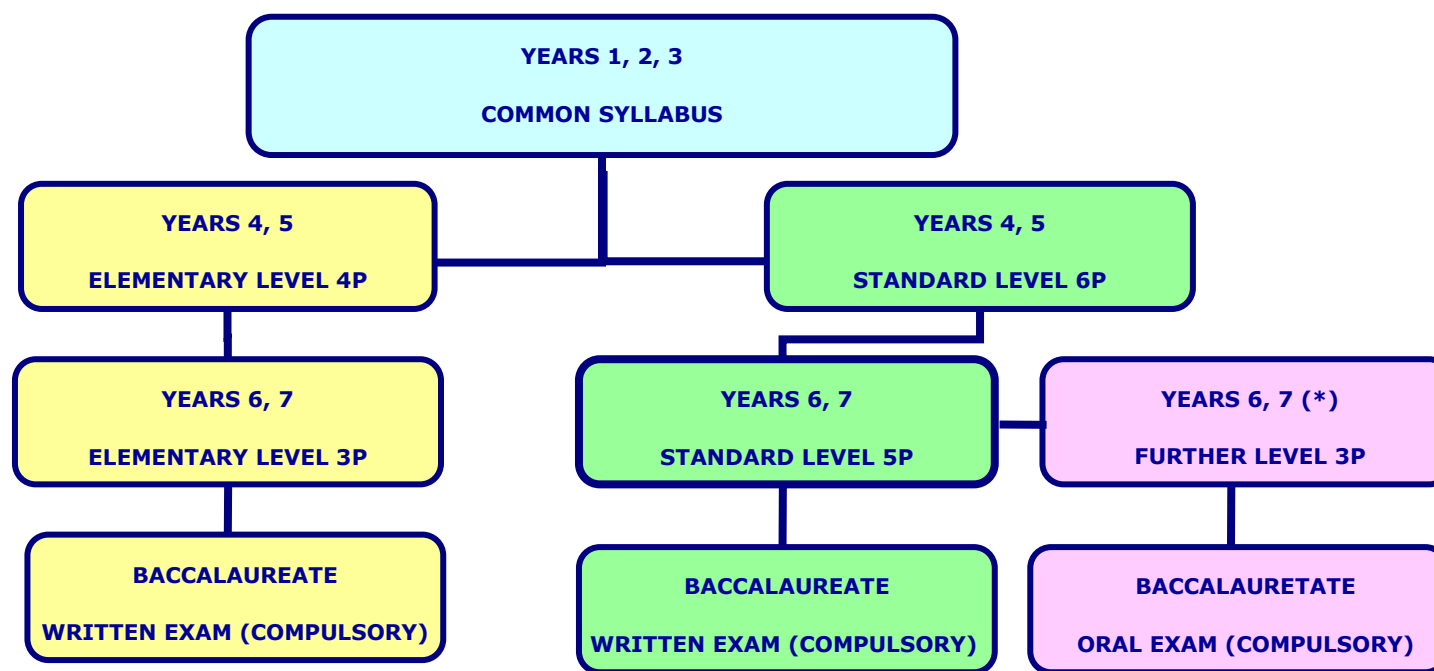 YEARS 1, 2, 3
COMMON SYLLABUS
YEARS 4, 5
ELEMENTARY LEVEL 4P
YEARS 4, 5
STANDARD LEVEL 6P
YEARS 6, 7
ELEMENTARY LEVEL 3P
YEARS 6, 7
STANDARD LEVEL 5P
YEARS 6, 7 (*)
FURTHER LEVEL 3P
BACCALAUREATE
WRITTEN EXAM (COMPULSORY)
BACCALAUREATE
WRITTEN EXAM (COMPULSORY)
BACCALAURETATE
ORAL EXAM (COMPULSORY)